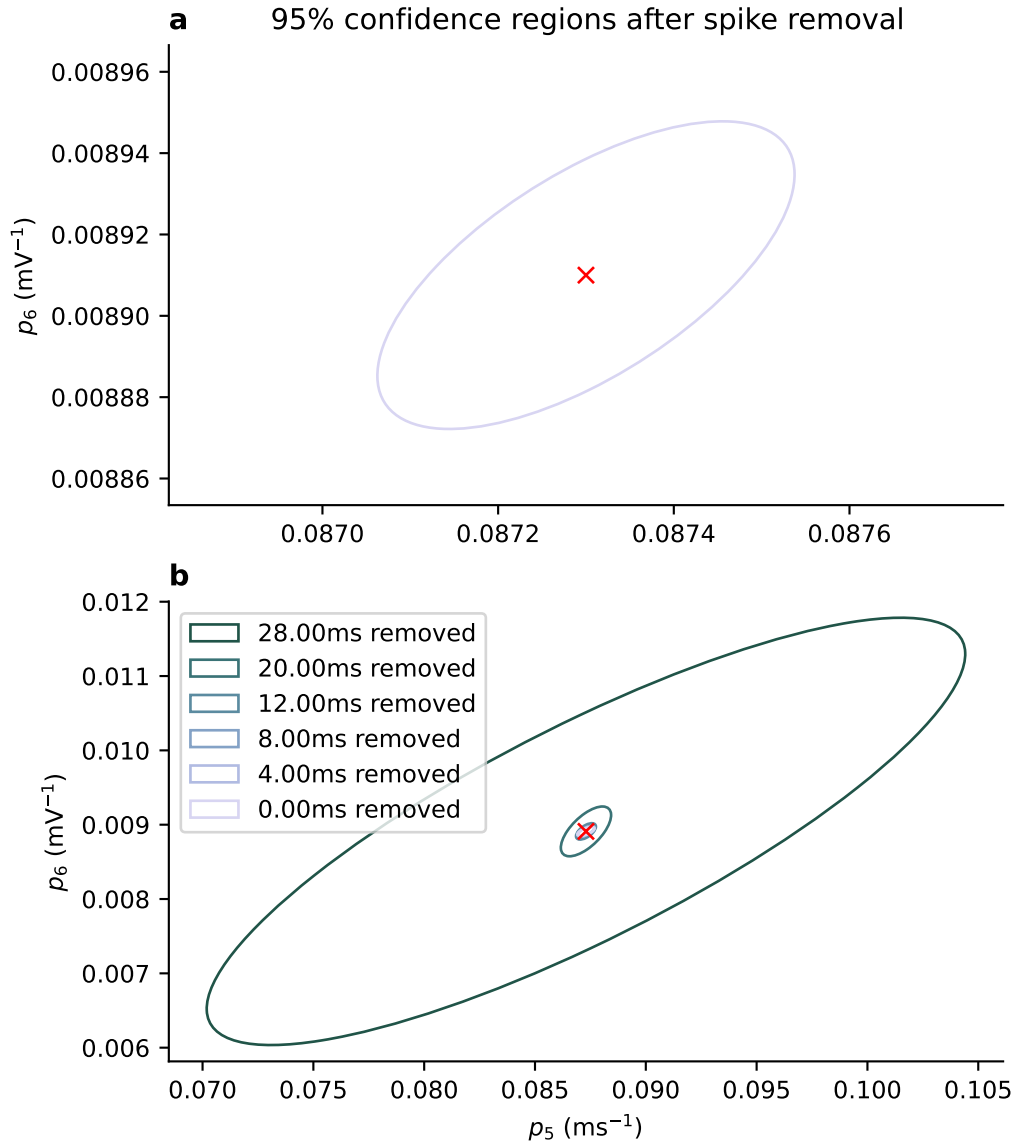 a 95% confidence regions after spike removal
0.00896
0.00894
0.00892
0.00890
0.00888
0.00886
p₆ (mV⁻¹)
0.0870 0.0872 0.0874 0.0876
b
0.012
0.011
0.010
0.009
0.008
0.007
0.006
p₆ (mV⁻¹)
28.00ms removed
20.00ms removed
12.00ms removed
8.00ms removed
4.00ms removed
0.00ms removed
0.070 0.075 0.080 0.085 0.090 0.095 0.100 0.105
p₅ (ms⁻¹)